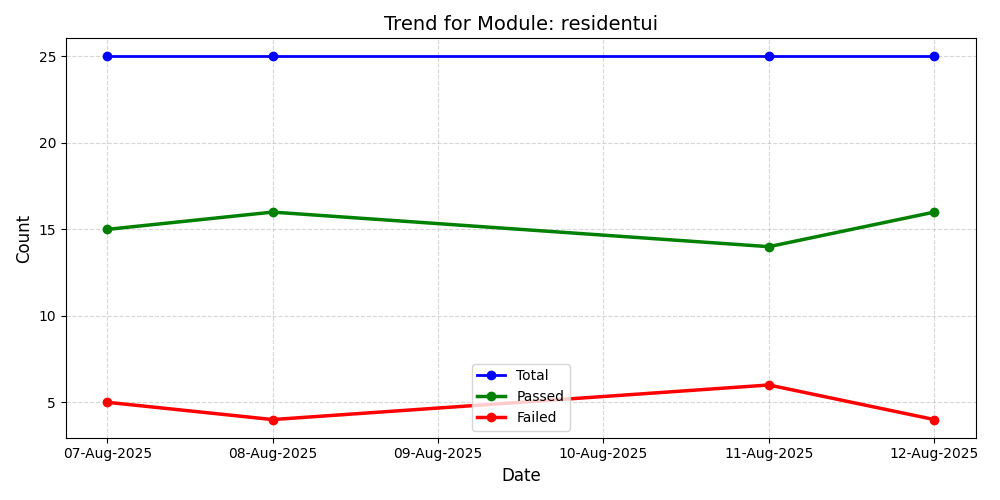 Trend for Module: residentui
25
20
15
10
5
Count
Total
Passed
Failed
07-Aug-2025 08-Aug-2025 09-Aug-2025 10-Aug-2025 11-Aug-2025 12-Aug-2025
Date